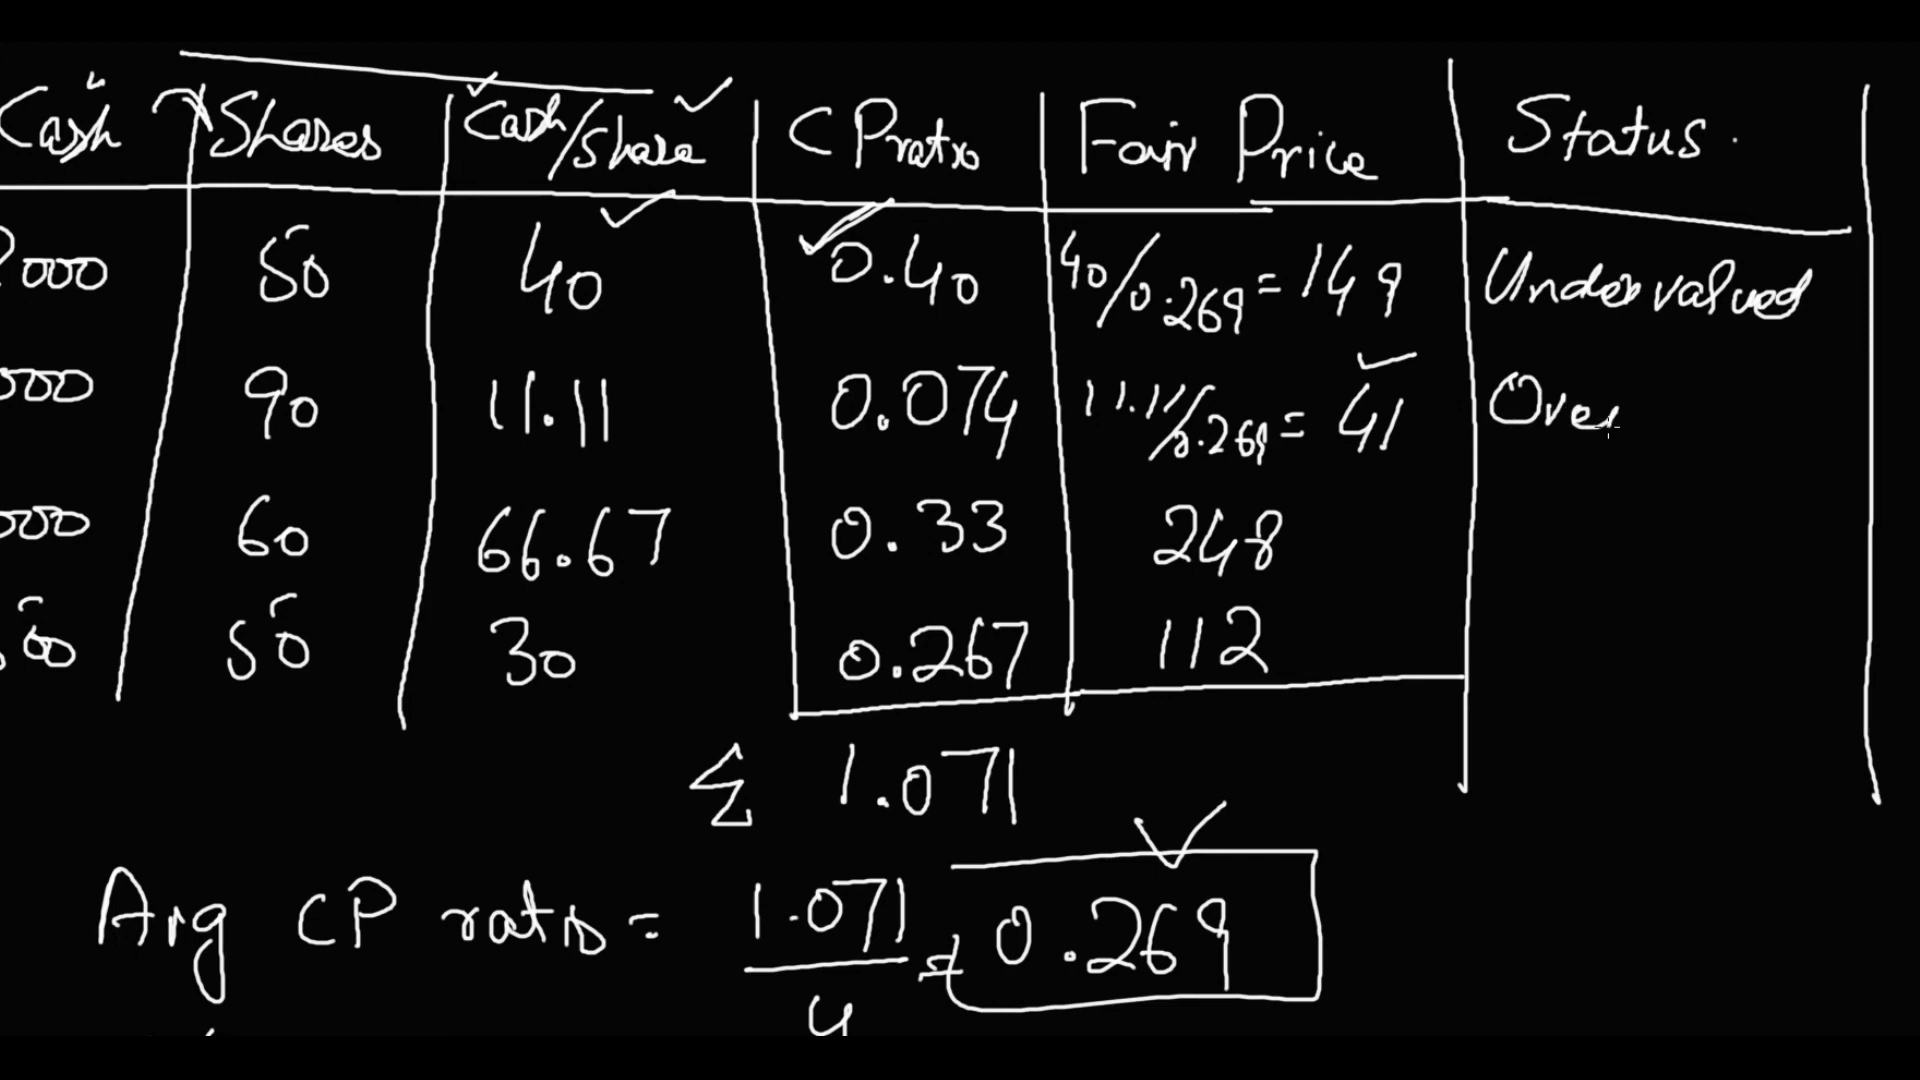 Cash Shares Cash/Share CP ratio Fair Price Status.
2000 50 40 0.40 40/0.269 = 149 Undervalued
000 90 11.11 0.074 11.11/0.269 = 41 Over
000 60 66.67 0.33 248
00 50 30 0.267 112
Σ 1.071
Avg CP ratio = 1.071/4 = 0.269